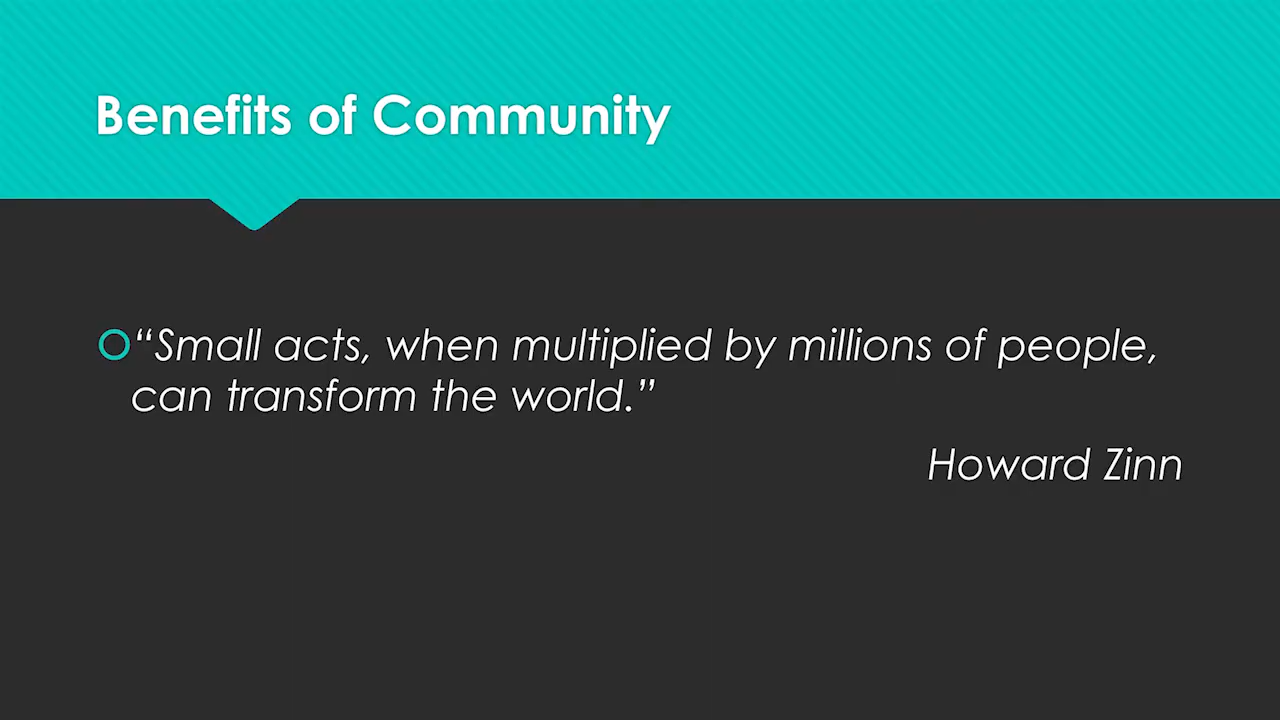 Benefits of Community
“Small acts, when multiplied by millions of people,
can transform the world.”
Howard Zinn